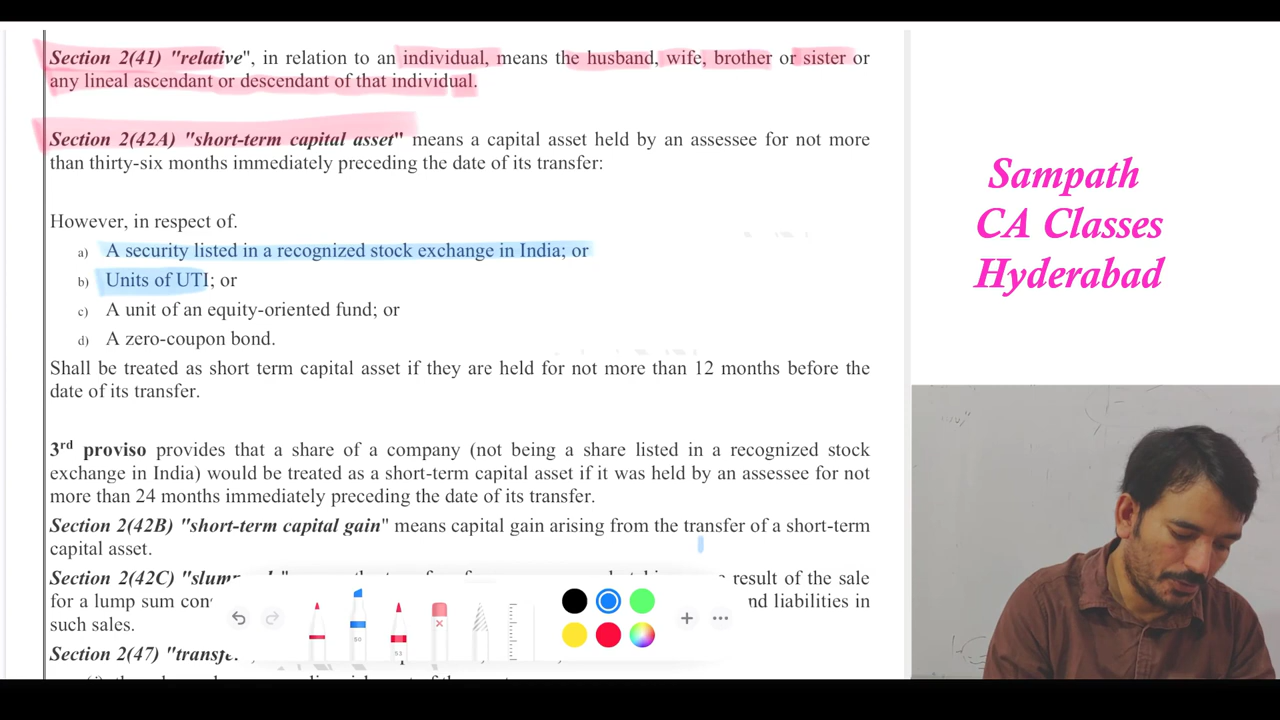 Section 2(41) "relative", in relation to an individual, means the husband, wife, brother or sister or
any lineal ascendant or descendant of that individual.
Section 2(42A) "short-term capital asset" means a capital asset held by an assessee for not more
than thirty-six months immediately preceding the date of its transfer:
However, in respect of.
a) A security listed in a recognized stock exchange in India; or
b) Units of UTI; or
c) A unit of an equity-oriented fund; or
d) A zero-coupon bond.
Shall be treated as short term capital asset if they are held for not more than 12 months before the
date of its transfer.
3rd proviso provides that a share of a company (not being a share listed in a recognized stock
exchange in India) would be treated as a short-term capital asset if it was held by an assessee for not
more than 24 months immediately preceding the date of its transfer.
Section 2(42B) "short-term capital gain" means capital gain arising from the transfer of a short-term
capital asset.
Section 2(42C) result of the sale
for a lump sum liabilities in
such sales.
Section 2(47)
Sampath
CA Classes
Hyderabad